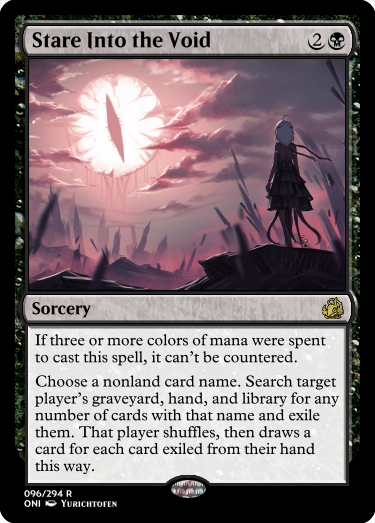 Stare Into the Void 2
Sorcery
If three or more colors of mana were spent
to cast this spell, it can't be countered.
Choose a nonland card name. Search target
player's graveyard, hand, and library for any
number of cards with that name and exile
them. That player shuffles, then draws a
card for each card exiled from their hand
this way.
096/294 R
ONI Yurichtofen